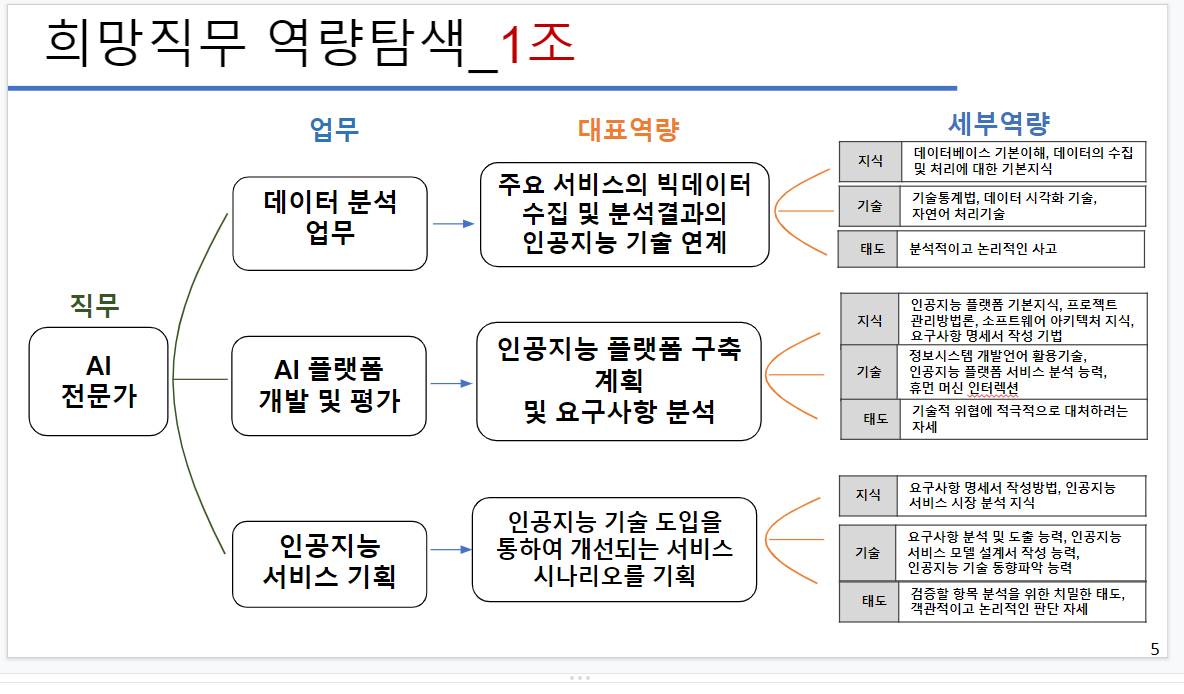 희망직무 역량탐색_1조
업무
대표역량
세부역량
직무
AI
전문가
데이터 분석
업무
주요 서비스의 빅데이터
수집 및 분석결과의
인공지능 기술 연계
지식
데이터베이스 기본이해, 데이터의 수집
및 처리에 대한 기본지식
기술
기술통계법, 데이터 시각화 기술,
자연어 처리기술
태도
분석적이고 논리적인 사고
AI 플랫폼
개발 및 평가
인공지능 플랫폼 구축
계획
및 요구사항 분석
지식
인공지능 플랫폼 기본지식, 프로젝트
관리방법론, 소프트웨어 아키텍처 지식,
요구사항 명세서 작성 기법
기술
정보시스템 개발언어 활용기술,
인공지능 플랫폼 서비스 분석 능력,
휴먼 머신 인터렉션
태도
기술적 위협에 적극적으로 대처하려는
자세
인공지능
서비스 기획
인공지능 기술 도입을
통하여 개선되는 서비스
시나리오를 기획
지식
요구사항 명세서 작성방법, 인공지능
서비스 시장 분석 지식
기술
요구사항 분석 및 도출 능력, 인공지능
서비스 모델 설계서 작성 능력,
인공지능 기술 동향파악 능력
태도
검증할 항목 분석을 위한 치밀한 태도,
객관적이고 논리적인 판단 자세
5